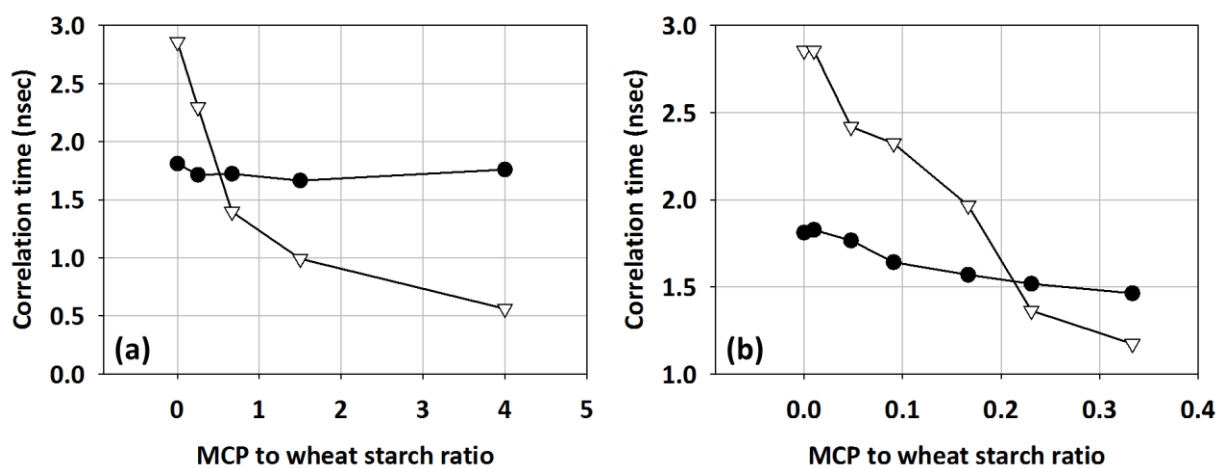 3.0
2.5
2.0
1.5
1.0
0.5
0.0
Correlation time (nsec)
(a)
0 1 2 3 4 5
MCP to wheat starch ratio
3.0
2.5
2.0
1.5
1.0
Correlation time (nsec)
(b)
0.0 0.1 0.2 0.3 0.4
MCP to wheat starch ratio